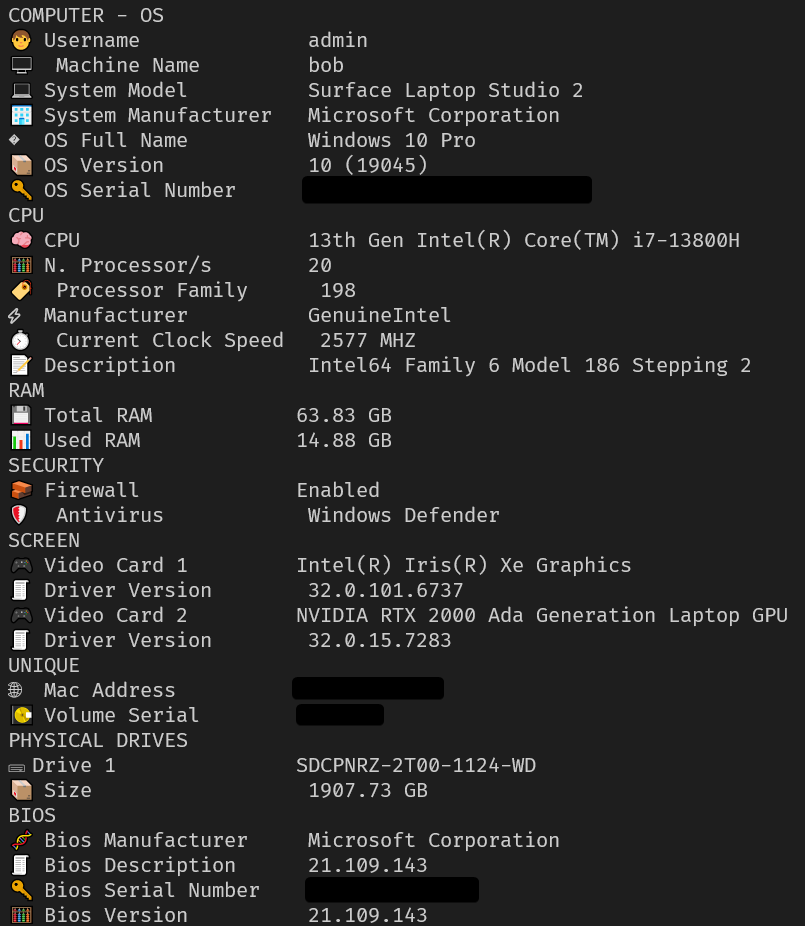 COMPUTER - OS
Username admin
Machine Name bob
System Model Surface Laptop Studio 2
System Manufacturer Microsoft Corporation
OS Full Name Windows 10 Pro
OS Version 10 (19045)
OS Serial Number
CPU
CPU 13th Gen Intel(R) Core(TM) i7-13800H
N. Processor/s 20
Processor Family 198
Manufacturer GenuineIntel
Current Clock Speed 2577 MHZ
Description Intel64 Family 6 Model 186 Stepping 2
RAM
Total RAM 63.83 GB
Used RAM 14.88 GB
SECURITY
Firewall Enabled
Antivirus Windows Defender
SCREEN
Video Card 1 Intel(R) Iris(R) Xe Graphics
Driver Version 32.0.101.6737
Video Card 2 NVIDIA RTX 2000 Ada Generation Laptop GPU
Driver Version 32.0.15.7283
UNIQUE
Mac Address
Volume Serial
PHYSICAL DRIVES
Drive 1 SDCPNRZ-2T00-1124-WD
Size 1907.73 GB
BIOS
Bios Manufacturer Microsoft Corporation
Bios Description 21.109.143
Bios Serial Number
Bios Version 21.109.143